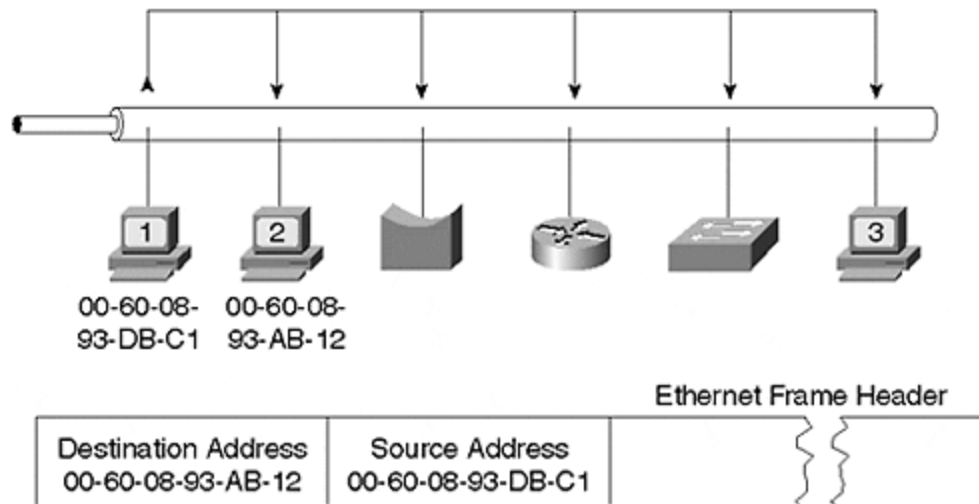 1
2
3
00-60-08-
93-DB-C1
00-60-08-
93-AB-12
Ethernet Frame Header
Destination Address
00-60-08-93-AB-12
Source Address
00-60-08-93-DB-C1